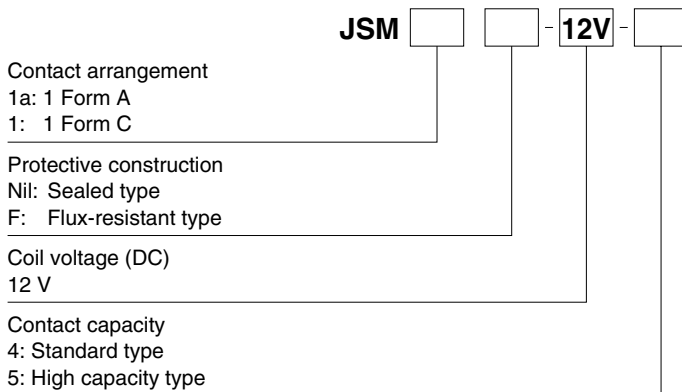 JSM - 12V -
Contact arrangement
1a: 1 Form A
1: 1 Form C
Protective construction
Nil: Sealed type
F: Flux-resistant type
Coil voltage (DC)
12 V
Contact capacity
4: Standard type
5: High capacity type